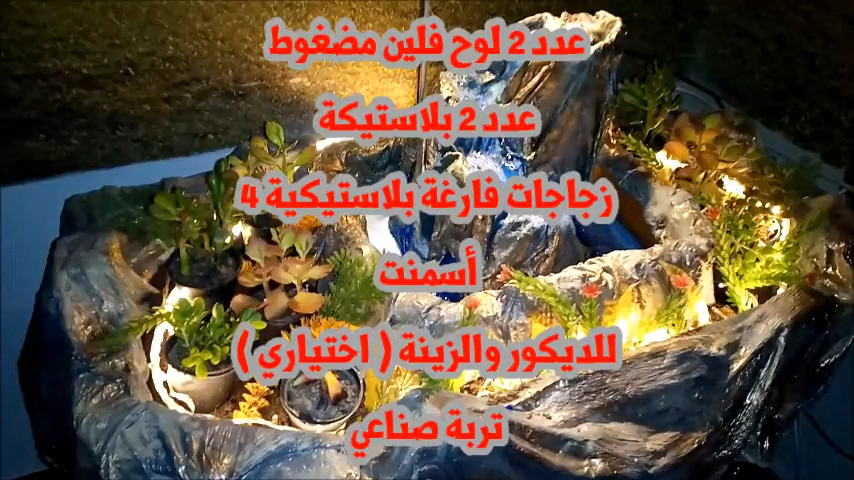 عدد 2 لوح فلين مضغوط
عدد 2 بلاستيكة
زجاجات فارغة بلاستيكية 4
أسمنت
للديكور والزينة ( اختياري )
تربة صناعي